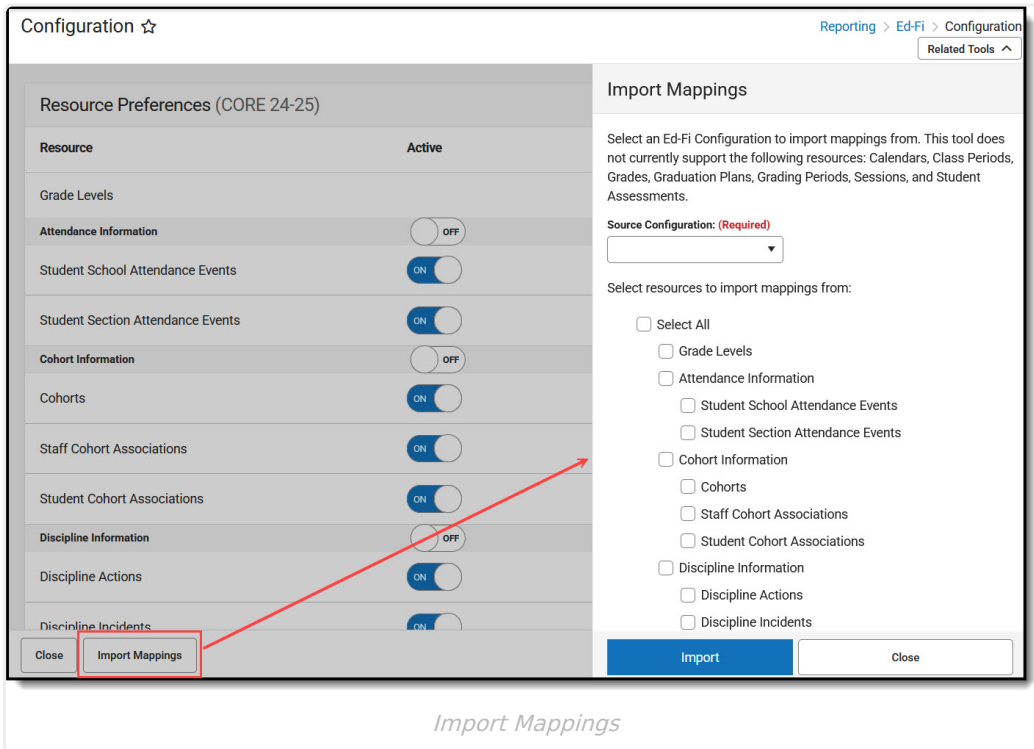 Configuration
Reporting > Ed-Fi > Configuration
Related Tools
Resource Preferences (CORE 24-25)
Resource Active
Grade Levels
Attendance Information OFF
Student School Attendance Events ON
Student Section Attendance Events ON
Cohort Information OFF
Cohorts ON
Staff Cohort Associations ON
Student Cohort Associations ON
Discipline Information OFF
Discipline Actions ON
Discipline Incidents ON
Close Import Mappings
Import Mappings
Select an Ed-Fi Configuration to import mappings from. This tool does
not currently support the following resources: Calendars, Class Periods,
Grades, Graduation Plans, Grading Periods, Sessions, and Student
Assessments.
Source Configuration: (Required)
Select resources to import mappings from:
Select All
Grade Levels
Attendance Information
Student School Attendance Events
Student Section Attendance Events
Cohort Information
Cohorts
Staff Cohort Associations
Student Cohort Associations
Discipline Information
Discipline Actions
Discipline Incidents
Import Close
Import Mappings